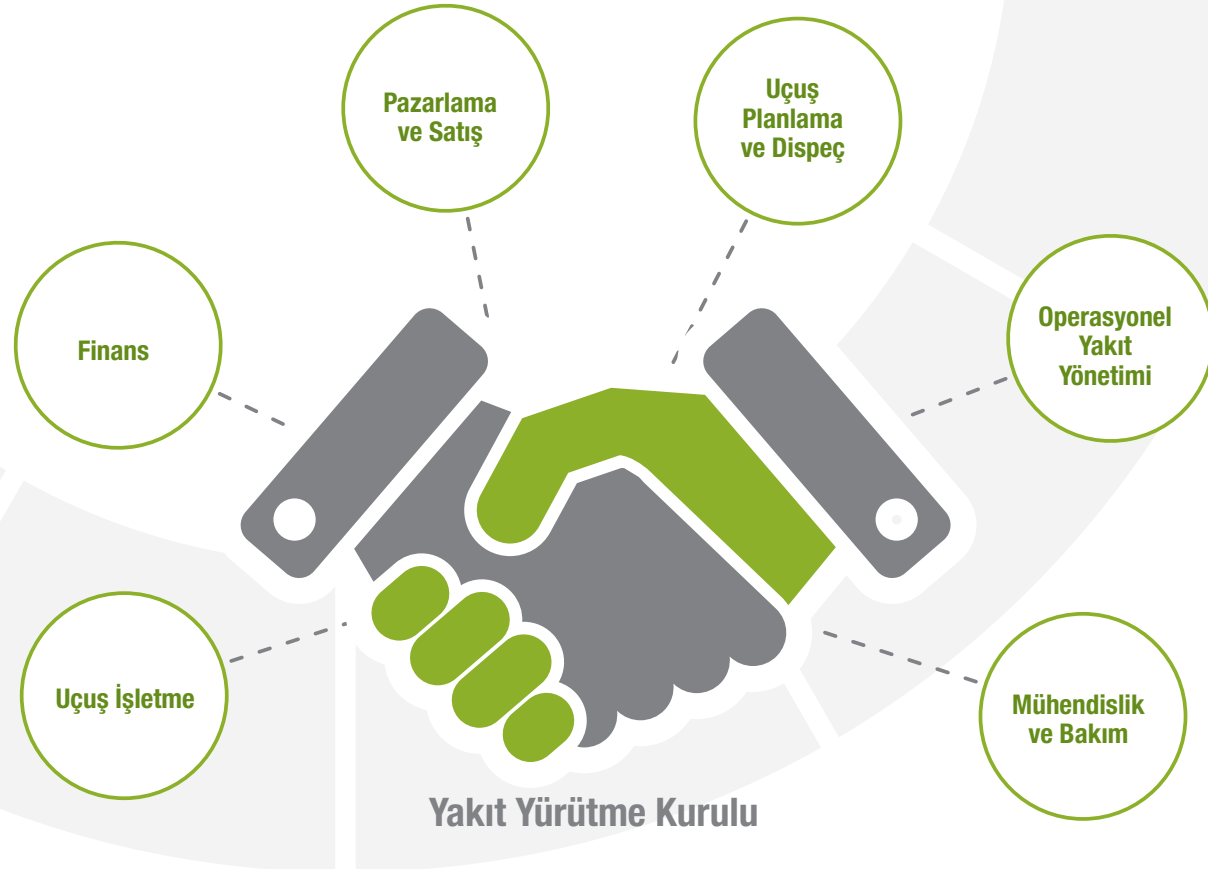 Pazarlama
ve Satış
Uçuş
Planlama
ve Dispeç
Finans
Operasyonel
Yakıt
Yönetimi
Uçuş İşletme
Mühendislik
ve Bakım
Yakıt Yürütme Kurulu